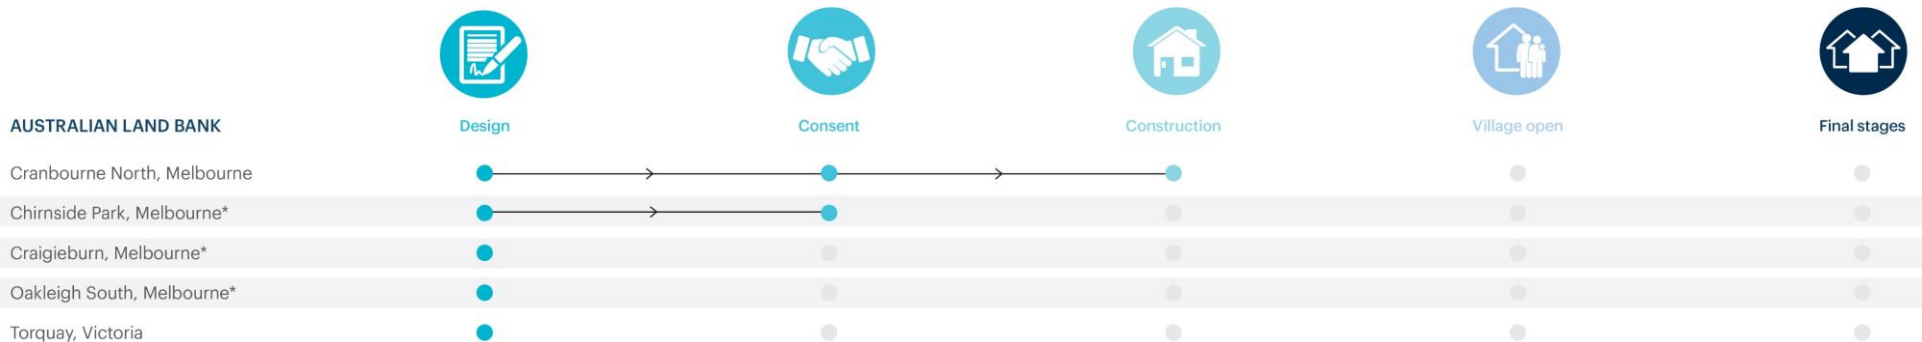 AUSTRALIAN LAND BANK Design Consent Construction Village open Final stages
Cranbourne North, Melbourne
Chirnside Park, Melbourne*
Craigieburn, Melbourne*
Oakleigh South, Melbourne*
Torquay, Victoria